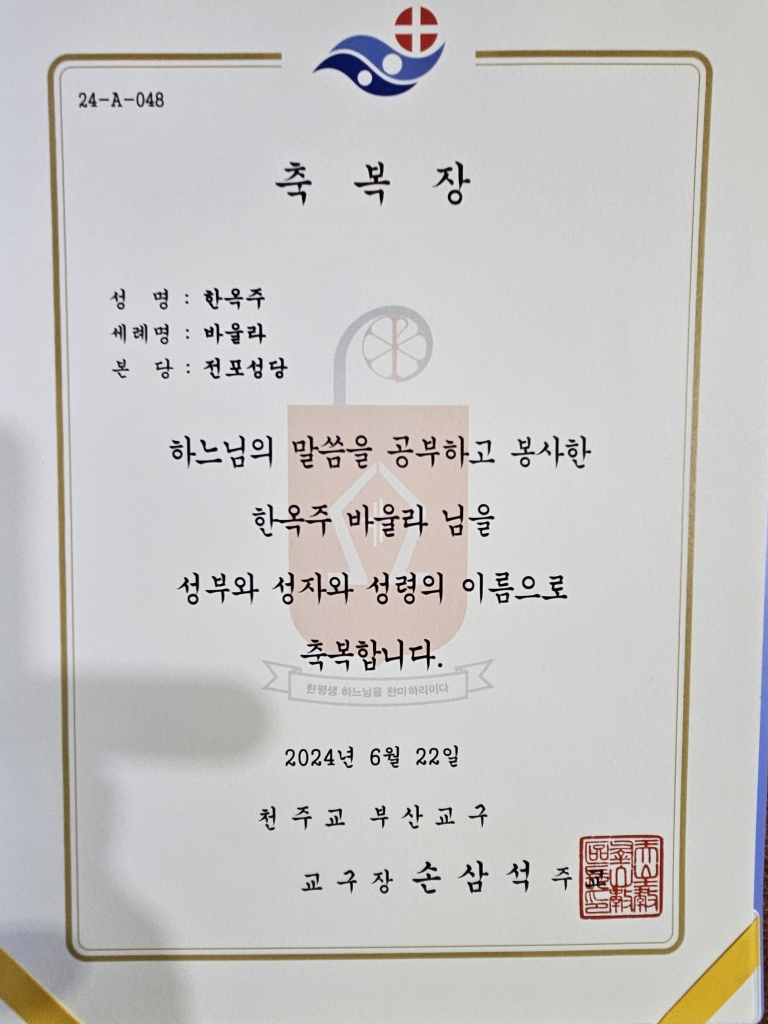 24-A-048
축 복 장
성 명 : 한옥주
세례명 : 바울라
본 당 : 전포성당
하느님의 말씀을 공부하고 봉사한
한옥주 바울라 님을
성부와 성자와 성령의 이름으로
축복합니다.
한평생 하느님을 찬미하리이다
2024년 6월 22일
천 주 교 부 산 교 구
교 구 장 손 삼 석 주 교